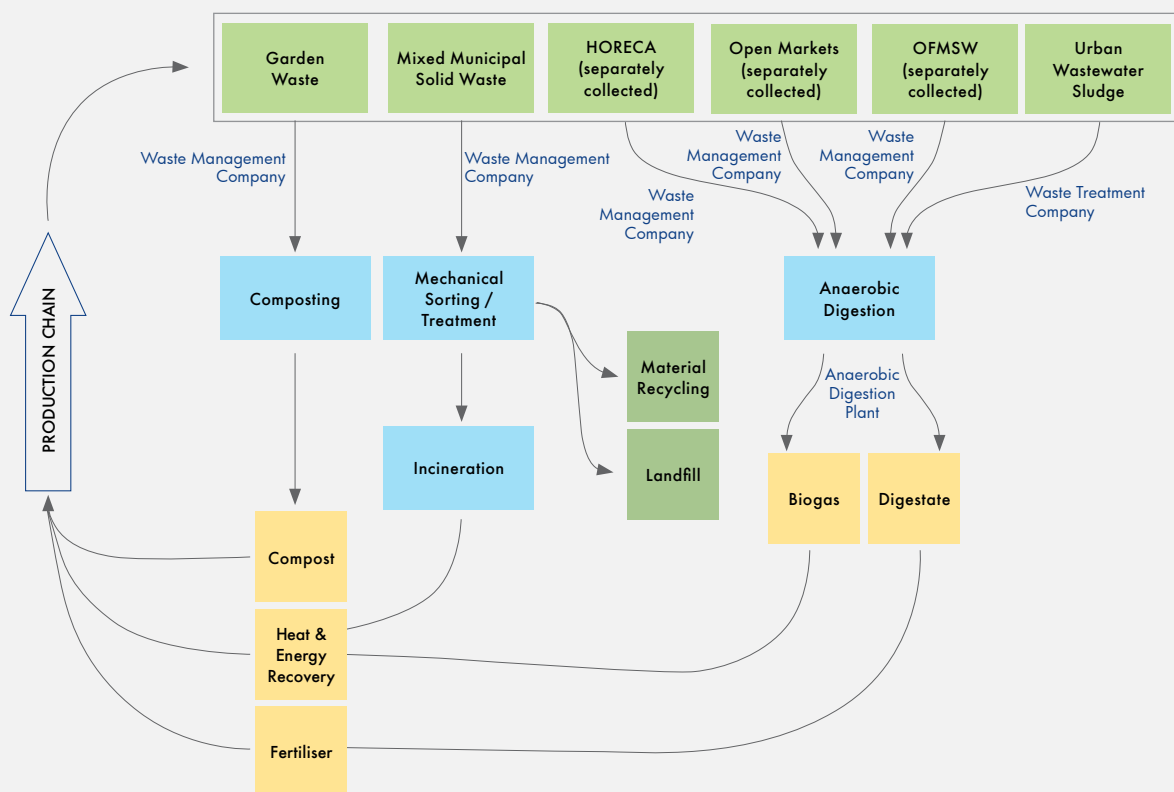 Garden
Waste
Mixed Municipal
Solid Waste
HORECA
(separately
collected)
Open Markets
(separately
collected)
OFMSW
(separately
collected)
Urban
Wastewater
Sludge
Waste Management
Company
Waste Management
Company
Waste
Management
Company
Waste
Management
Company
Waste
Management
Company
Waste Treatment
Company
PRODUCTION CHAIN
Composting
Mechanical
Sorting /
Treatment
Anaerobic
Digestion
Material
Recycling
Anaerobic
Digestion
Plant
Incineration
Landfill
Biogas
Digestate
Compost
Heat &
Energy
Recovery
Fertiliser